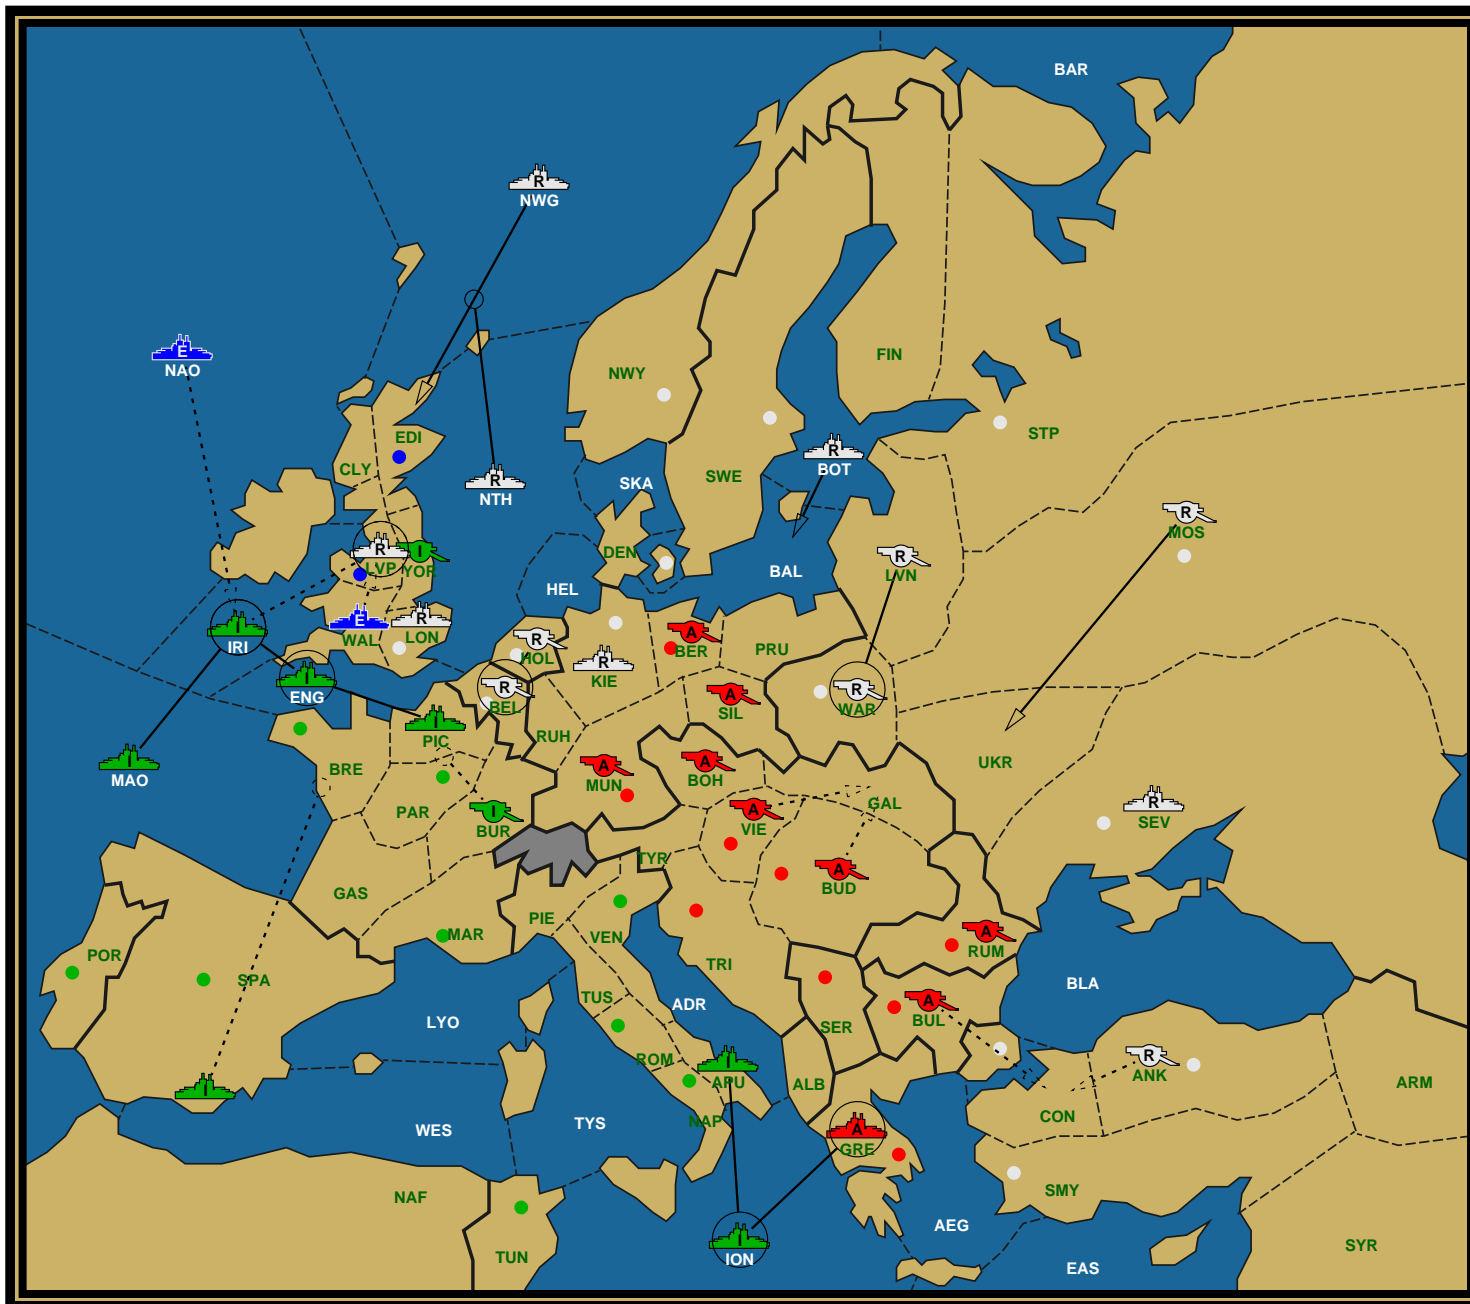 BAR
R
NWG
E
NAO
FIN
NWY
EDI
STP
R
BOT
CLY
SWE
R
NTH
SKA
R
MOS
R
LVP
I
YOR
DEN
R
LVN
BAL
HEL
E
WAL
R
LON
I
IRI
R
HOL
A
BER
PRU
R
KIE
I
ENG
R
BEL
A
SIL
R
WAR
I
PIC
RUH
I
MAO
BRE
A
MUN
A
BOH
UKR
R
SEV
PAR
I
BUR
A
VIE
GAL
TYR
A
BUD
GAS
PIE
MAR
VEN
A
RUM
POR
SPA
TRI
BLA
TUS
ADR
A
BUL
LYO
SER
ROM
I
APU
R
ANK
I
ALB
ARM
CON
NAP
TYS
WES
A
GRE
NAF
SMY
AEG
I
ION
TUN
SYR
EAS